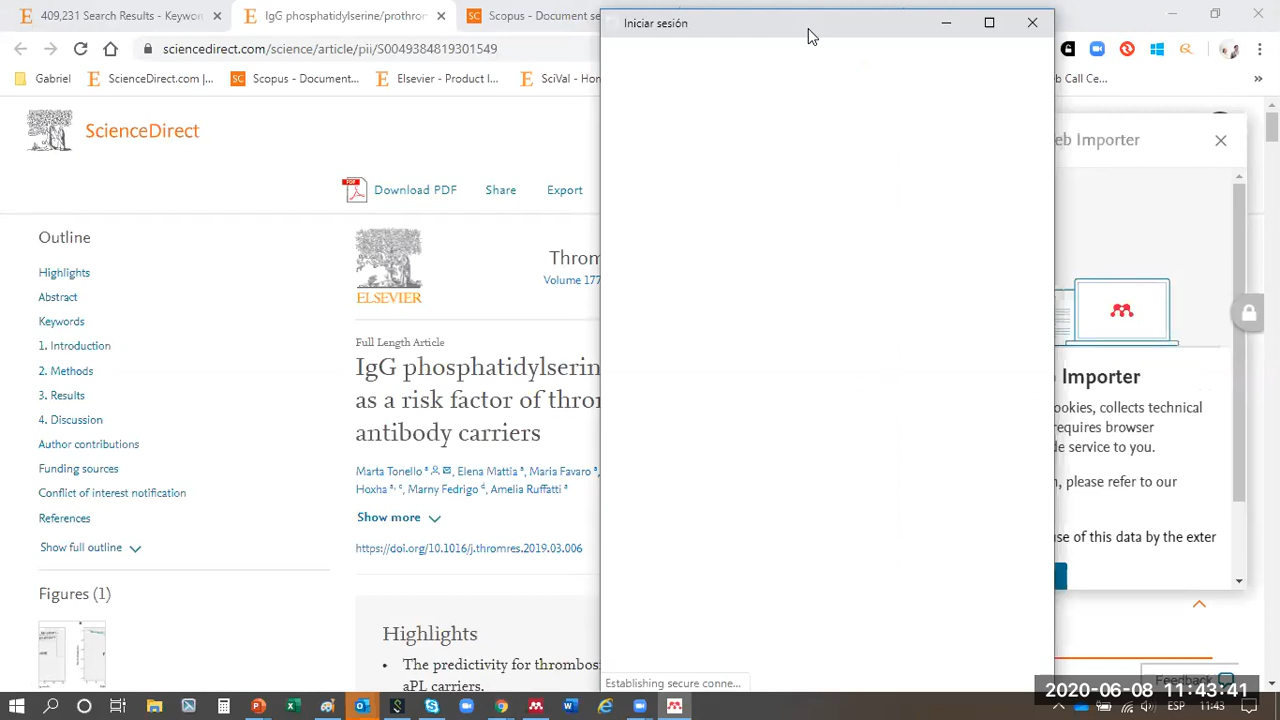 409,231 Search Results - Keywor
IgG phosphatidylserine/prothron
Scopus - Document se
Iniciar sesión
sciencedirect.com/science/article/pii/S0049384819301549
Gabriel
ScienceDirect.com |...
Scopus - Document...
Elsevier - Product I...
SciVal - Hom
b Call Ce...
ScienceDirect
eb Importer
Download PDF
Share
Export
Outline
Highlights
Abstract
Keywords
1. Introduction
2. Methods
3. Results
4. Discussion
Author contributions
Funding sources
Conflict of interest notification
References
Show full outline
Figures (1)
ELSEVIER
Throm
Volume 177
Full Length Article
IgG phosphatidylserin
as a risk factor of thro
antibody carriers
Marta Tonello a, Elena Mattia a, Maria Favaro a,
Hoxha a, c, Marny Fedrigo d, Amelia Ruffatti a
Show more
https://doi.org/10.1016/j.thromres.2019.03.006
Highlights
• The predictivity for thrombosi
aPL carriers.
Importer
ookies, collects technical
requires browser
de service to you.
n, please refer to our
use of this data by the exter
Feedback
Establishing secure conne...
2020-06-08 11:43:41
ESP
11:43